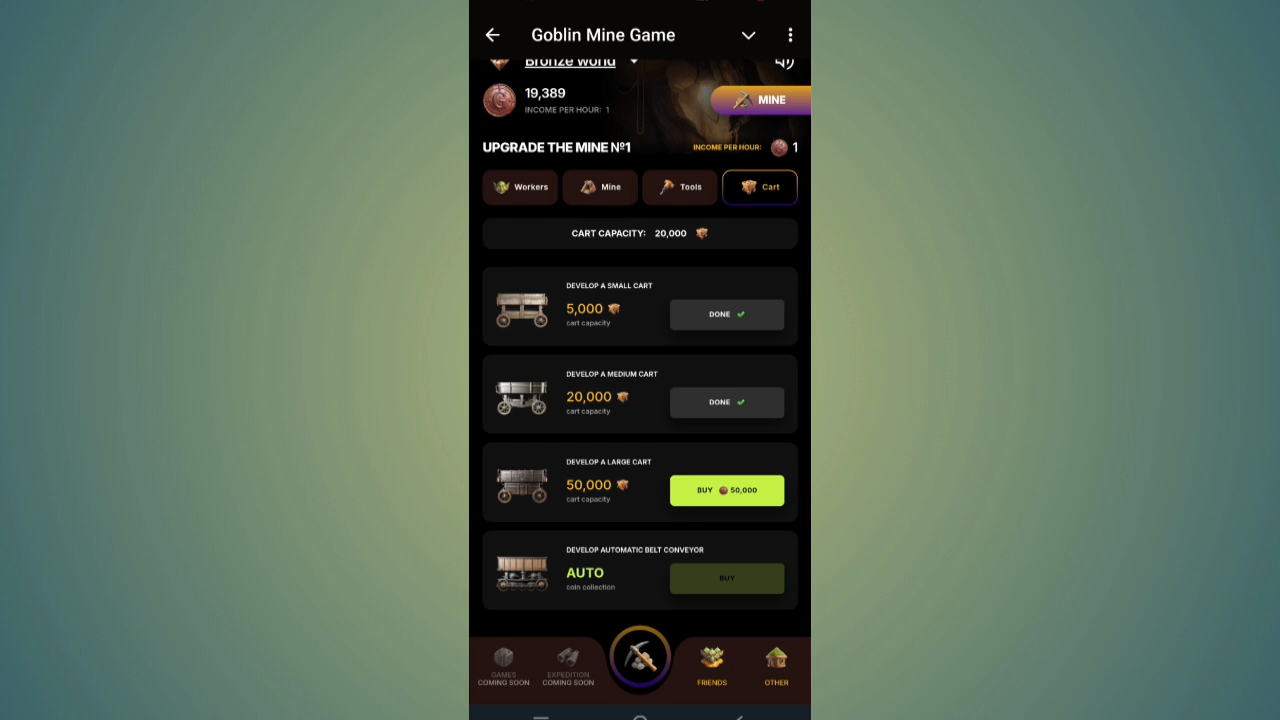 Goblin Mine Game
Bronze world
19,389
INCOME PER HOUR: 1
MINE
UPGRADE THE MINE №1
INCOME PER HOUR: 1
Workers
Mine
Tools
Cart
CART CAPACITY: 20,000
DEVELOP A SMALL CART
5,000
cart capacity
DONE
DEVELOP A MEDIUM CART
20,000
cart capacity
DONE
DEVELOP A LARGE CART
50,000
cart capacity
BUY 50,000
DEVELOP AUTOMATIC BELT CONVEYOR
AUTO
coin collection
BUY
GAMES
COMING SOON
EXPEDITION
COMING SOON
FRIENDS
OTHER